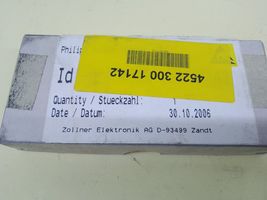 Philip
4522 300 17142
Id
Quantity / Stueckzahl: 1
Date / Datum: 30.10.2006
Zollner Elektronik AG D-93499 Zandt